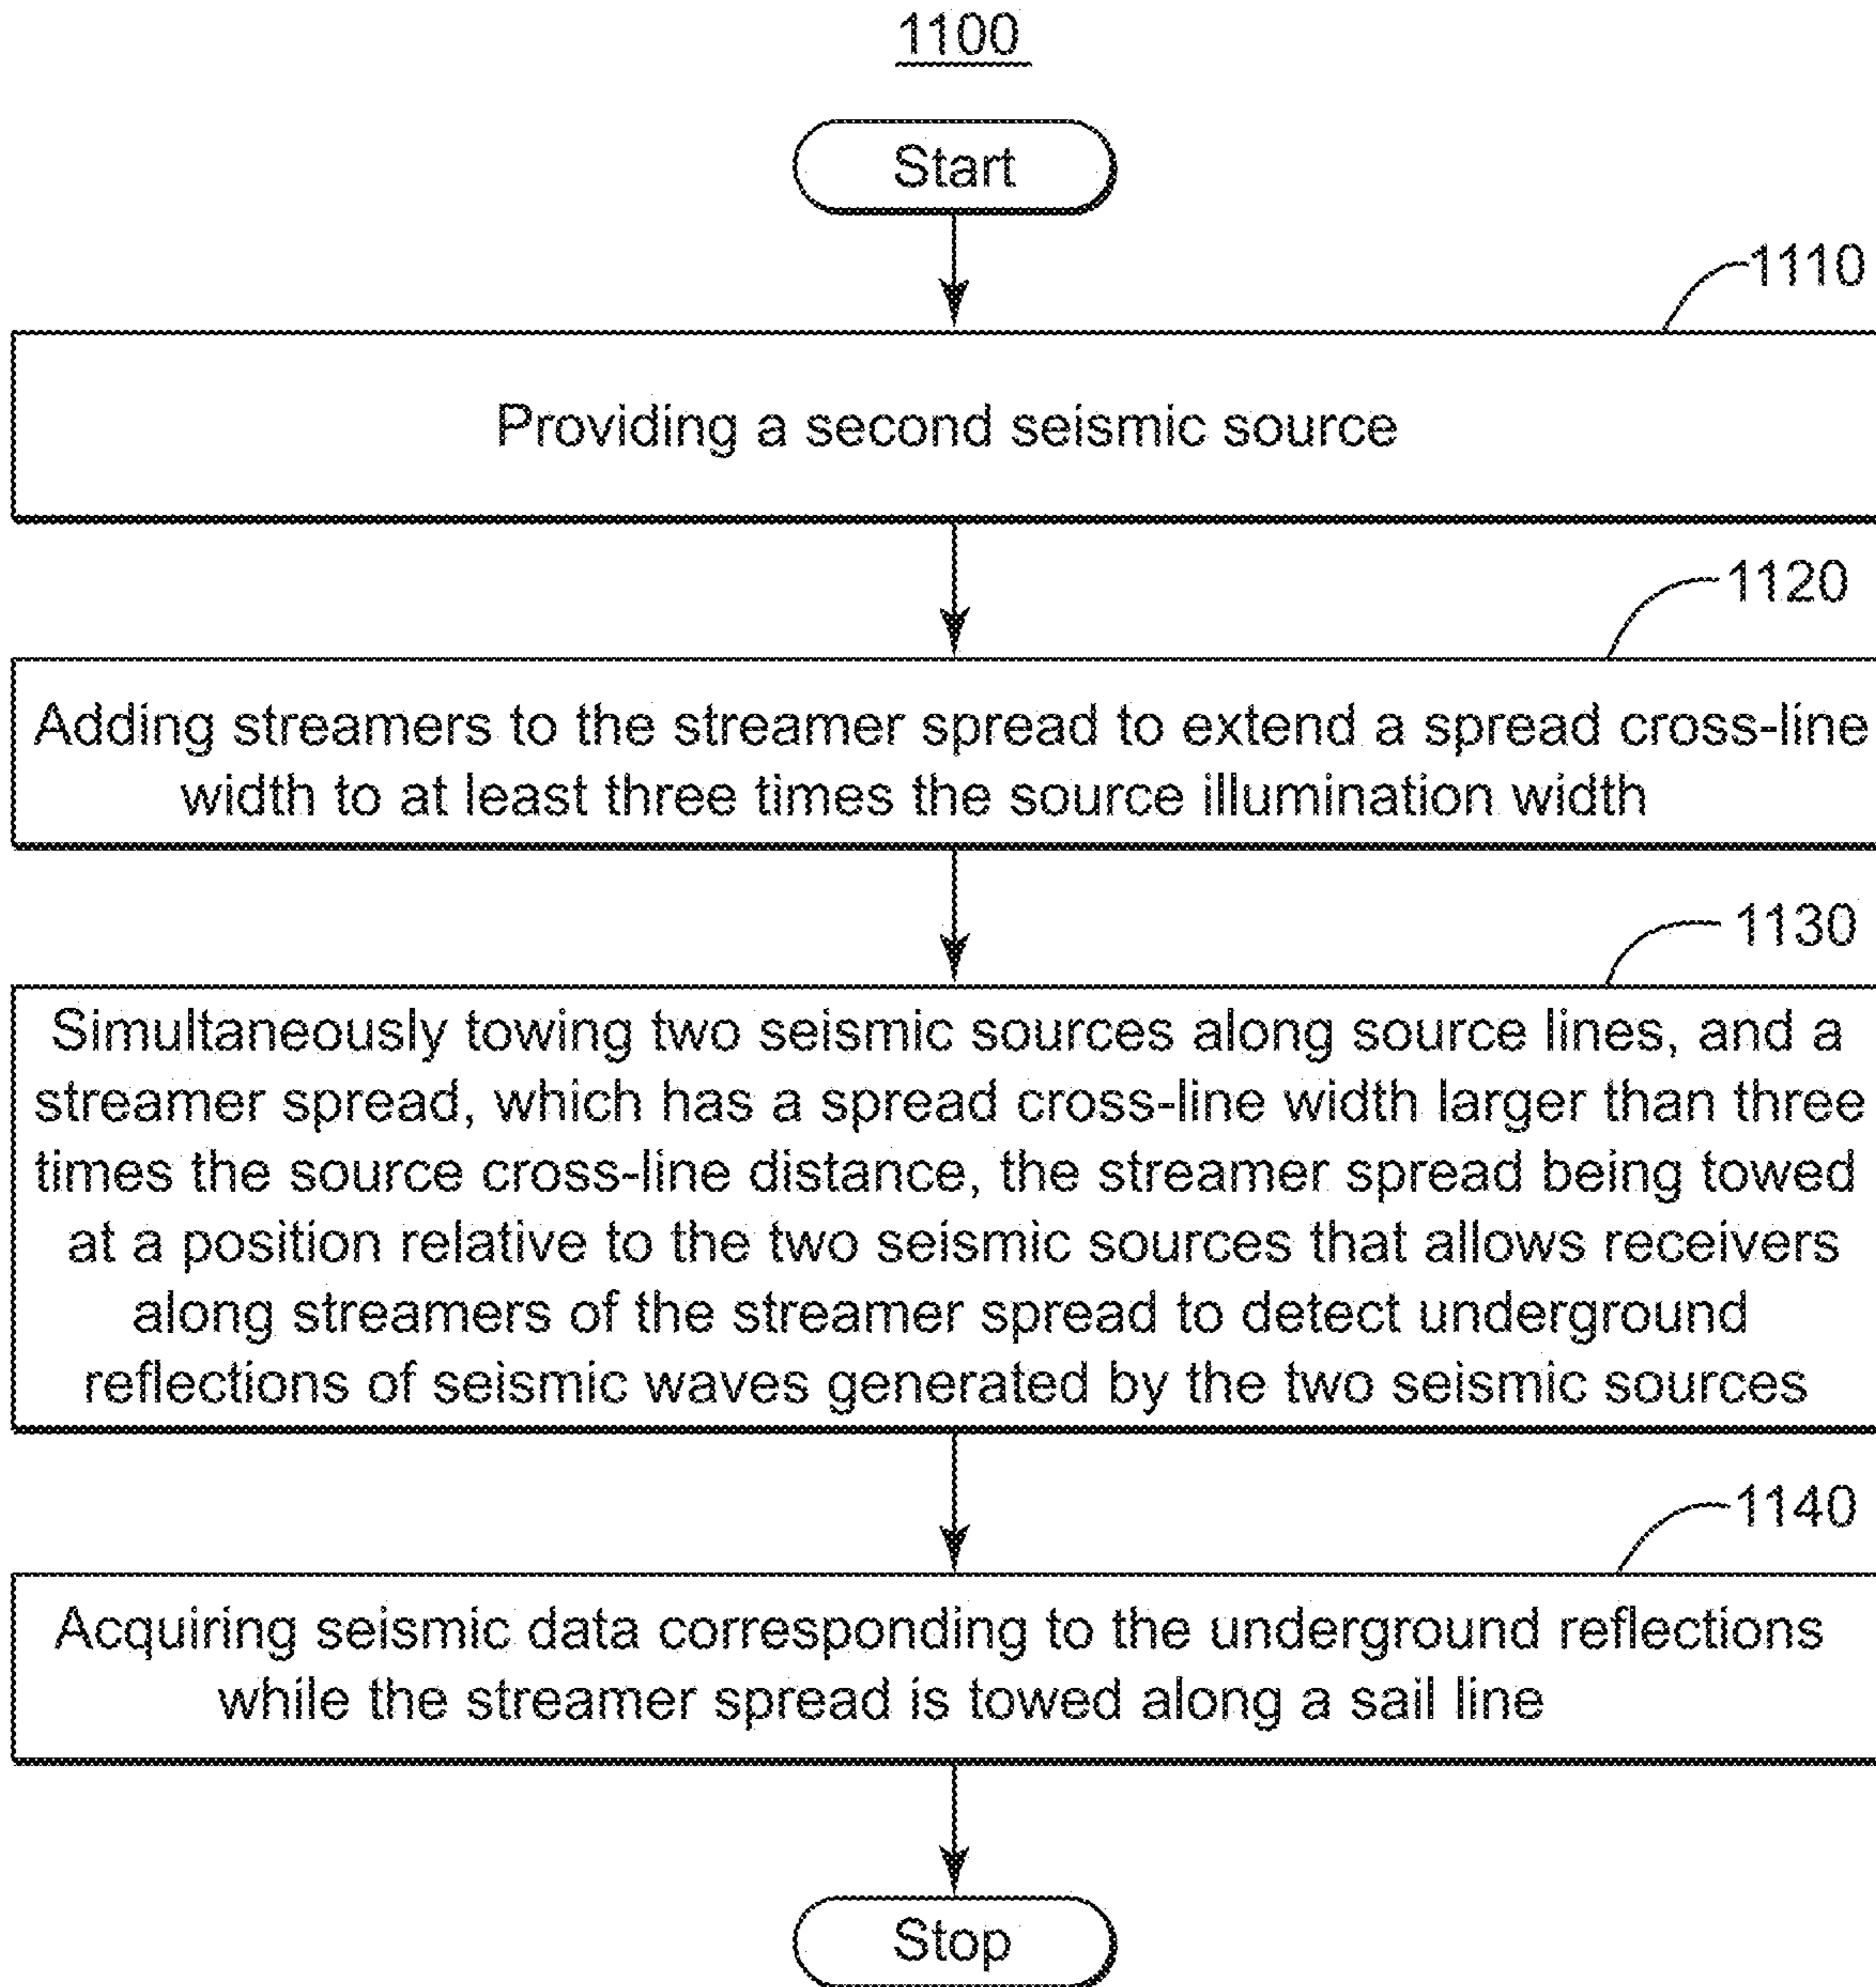 1100
Start
1110
Providing a second seismic source
1120
Adding streamers to the streamer spread to extend a spread cross-line
width to at least three times the source illumination width
1130
Simultaneously towing two seismic sources along source lines, and a
streamer spread, which has a spread cross-line width larger than three
times the source cross-line distance, the streamer spread being towed
at a position relative to the two seismic sources that allows receivers
along streamers of the streamer spread to detect underground
reflections of seismic waves generated by the two seismic sources
1140
Acquiring seismic data corresponding to the underground reflections
while the streamer spread is towed along a sail line
Stop